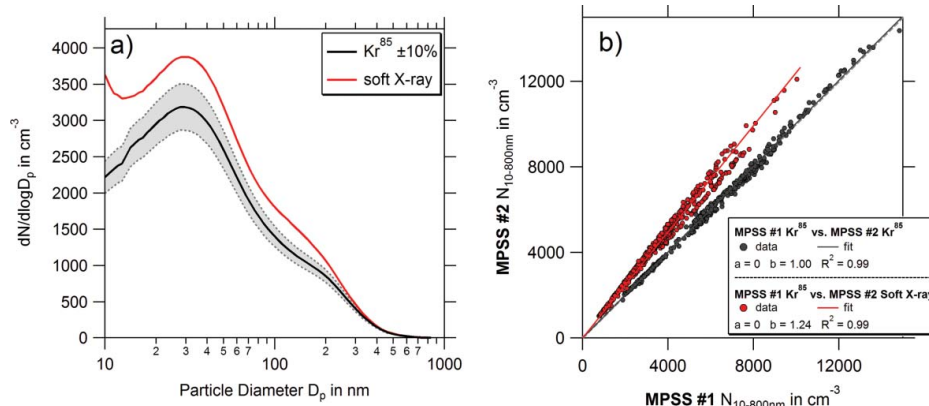 a)
Kr⁸⁵ ±10%
soft X-ray
4000
3500
3000
2500
2000
1500
1000
500
0
dN/dlogDₚ in cm⁻³
10 2 3 4 5 6 7 100 2 3 4 5 6 7 1000
Particle Diameter Dₚ in nm
b)
12000
8000
4000
0
MPSS #2 N₁₀₋₈₀₀ₙₘ in cm⁻³
MPSS #1 Kr⁸⁵ vs. MPSS #2 Kr⁸⁵
data fit
a = 0 b = 1.00 R² = 0.99
MPSS #1 Kr⁸⁵ vs. MPSS #2 Soft X-ray
data fit
a = 0 b = 1.24 R² = 0.99
0 4000 8000 12000
MPSS #1 N₁₀₋₈₀₀ₙₘ in cm⁻³